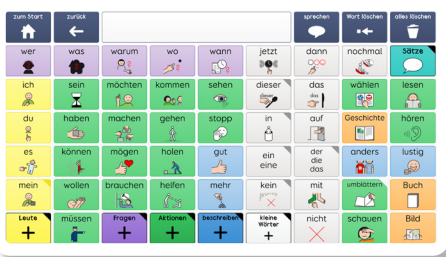 zum Start zurück sprechen Wort löschen alles löschen
wer was warum wo wann jetzt dann nochmal Sätze
ich sein möchten kommen sehen dieser das wählen lesen
du haben machen gehen stopp in auf Geschichte hören
es können mögen holen gut ein eine der die das anders lustig
mein wollen brauchen helfen mehr kein mit umblättern Buch
Leute müssen Fragen Aktionen beschreiben kleine Wörter nicht schauen Bild